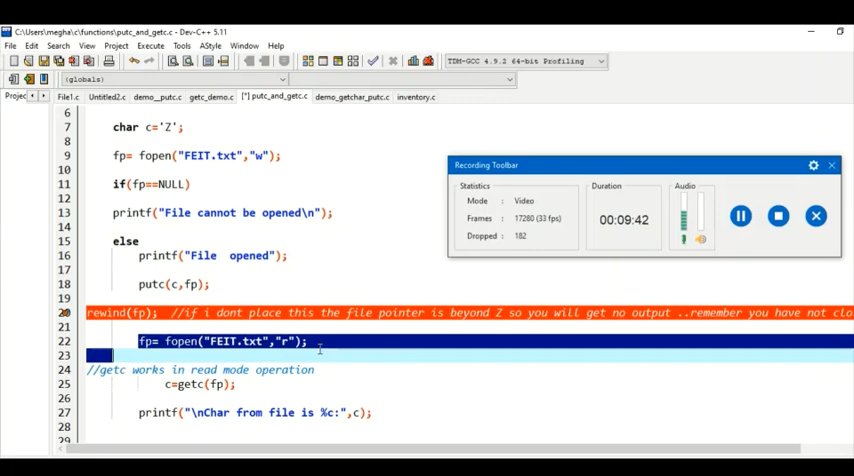 C:\Users\megha\c\functions\putc_and_getc.c - Dev-C++ 5.11
File Edit Search View Project Execute Tools AStyle Window Help
TDM-GCC 4.9.2 64-bit Profiling
(globals)
Projec File1.c Untitled2.c demo__putc.c getc_demo.c [*] putc_and_getc.c demo_getchar_putc.c inventory.c
6
7 char c='Z';
8
9 fp= fopen("FEIT.txt","w");
10
11 if(fp==NULL)
12
13 printf("File cannot be opened\n");
14
15 else
16 printf("File  opened");
17
18 putc(c,fp);
19
20 rewind(fp);  //if i dont place this the file pointer is beyond Z so you will get no output ..remember you have not clo
21
22 fp= fopen("FEIT.txt","r");
23
24 //getc works in read mode operation
25 c=getc(fp);
26
27 printf("\nChar from file is %c:",c);
28
29
Recording Toolbar
Statistics
Mode : Video
Frames : 17280 (33 fps)
Dropped : 182
Duration
00:09:42
Audio